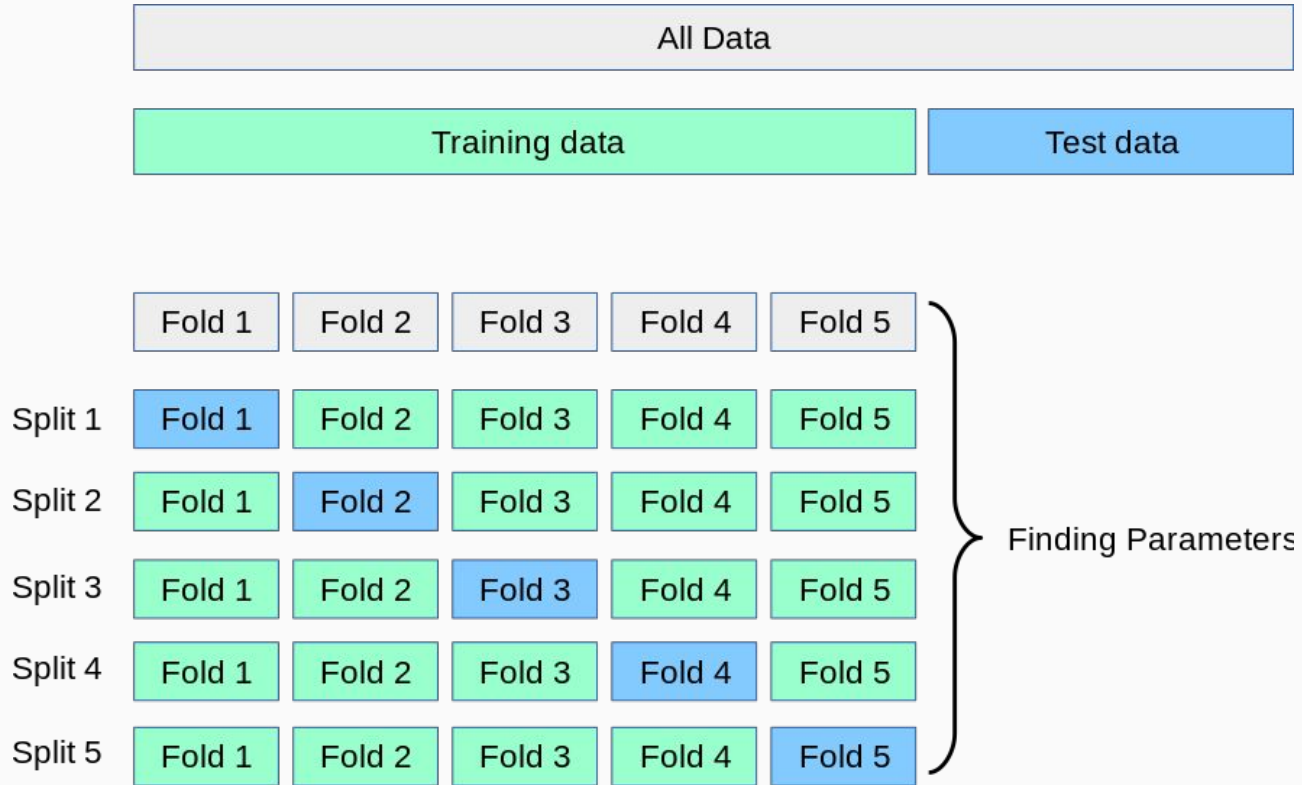 All Data
Training data Test data
Fold 1 Fold 2 Fold 3 Fold 4 Fold 5
Split 1 Fold 1 Fold 2 Fold 3 Fold 4 Fold 5
Split 2 Fold 1 Fold 2 Fold 3 Fold 4 Fold 5
Finding Parameters
Split 3 Fold 1 Fold 2 Fold 3 Fold 4 Fold 5
Split 4 Fold 1 Fold 2 Fold 3 Fold 4 Fold 5
Split 5 Fold 1 Fold 2 Fold 3 Fold 4 Fold 5